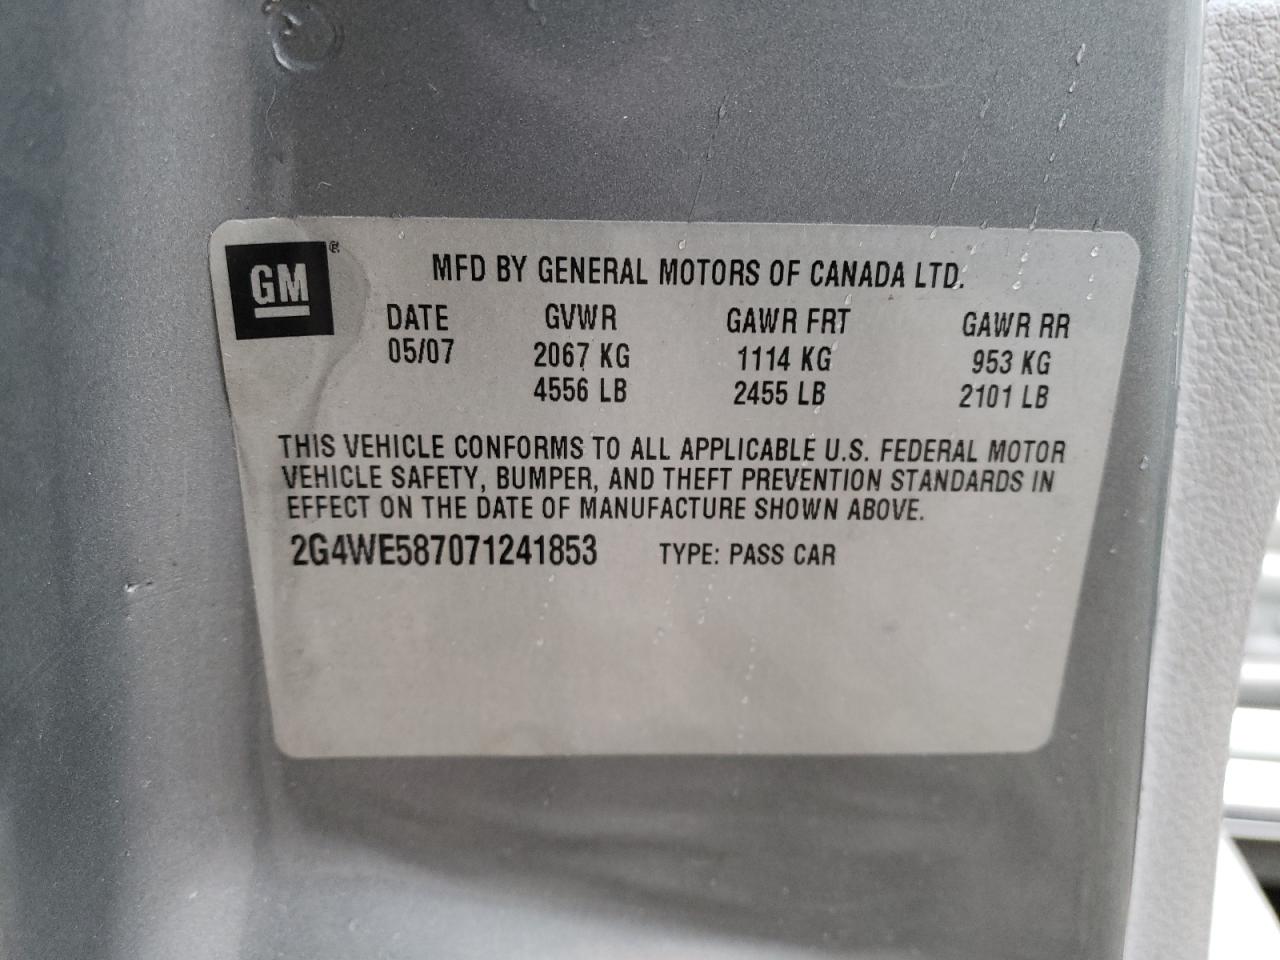 GM®
MFD BY GENERAL MOTORS OF CANADA LTD.
DATE GVWR GAWR FRT GAWR RR
05/07 2067 KG 1114 KG 953 KG
4556 LB 2455 LB 2101 LB
THIS VEHICLE CONFORMS TO ALL APPLICABLE U.S. FEDERAL MOTOR
VEHICLE SAFETY, BUMPER, AND THEFT PREVENTION STANDARDS IN
EFFECT ON THE DATE OF MANUFACTURE SHOWN ABOVE.
2G4WE587071241853 TYPE: PASS CAR